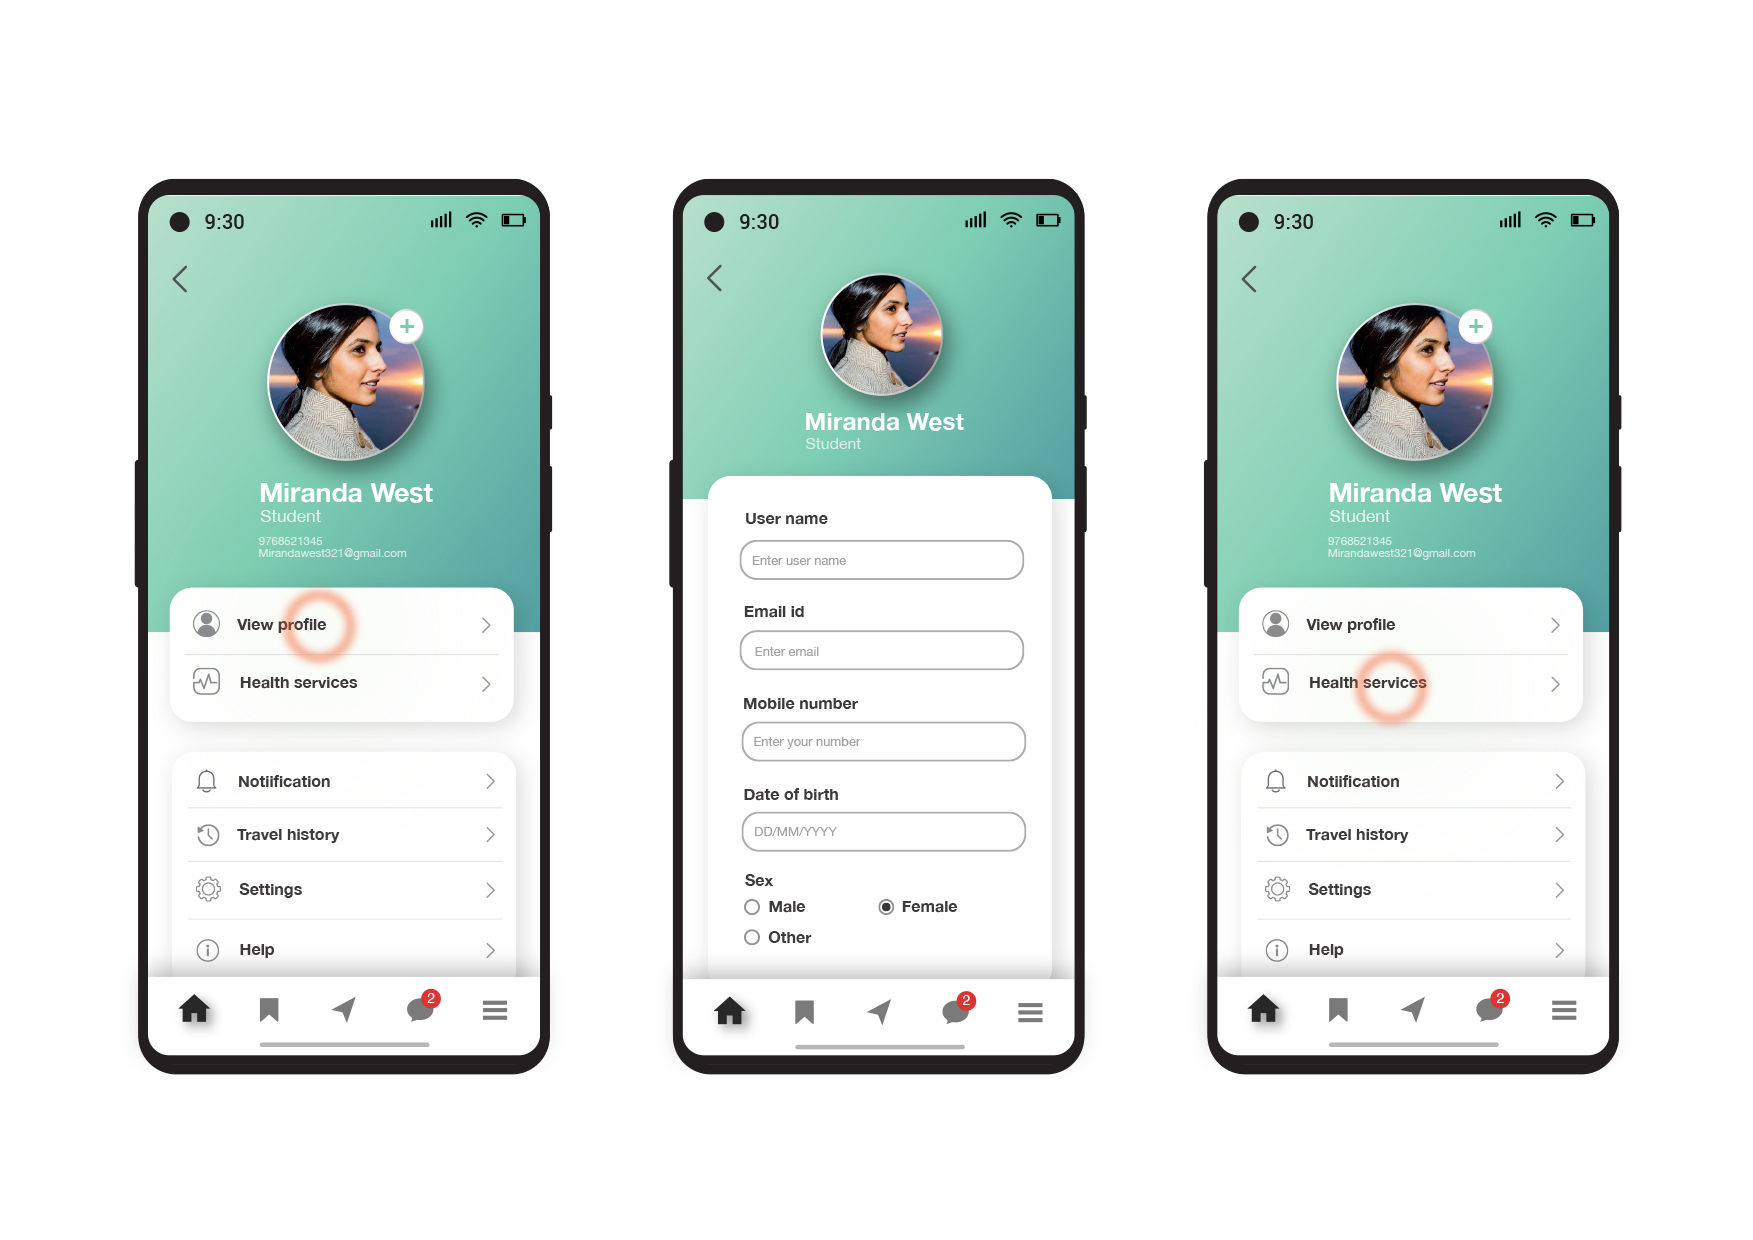 9:30
Miranda West
Student
9768521345
Mirandawest321@gmail.com
View profile
Health services
Notiification
Travel history
Settings
Help
2
9:30
Miranda West
Student
User name
Enter user name
Email id
Enter email
Mobile number
Enter your number
Date of birth
DD/MM/YYYY
Sex
Male
Female
Other
2
9:30
Miranda West
Student
9768521345
Mirandawest321@gmail.com
View profile
Health services
Notiification
Travel history
Settings
Help
2